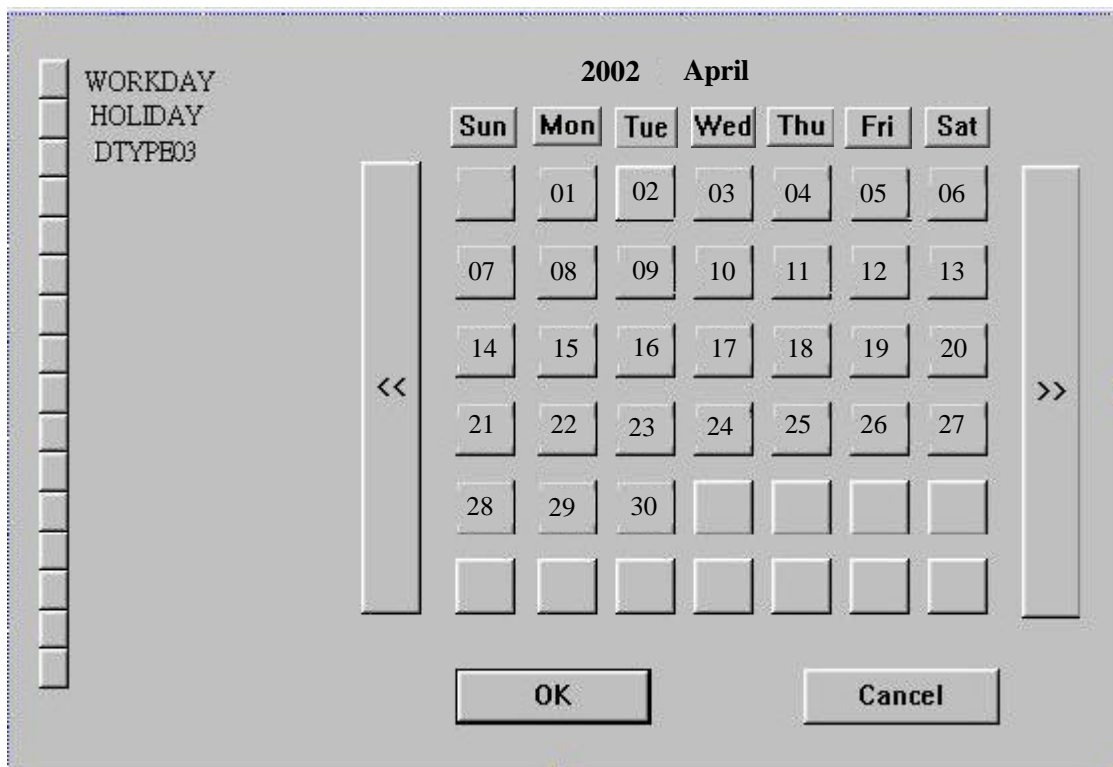 WORKDAY
HOLIDAY
DTYPE03
2002 April
Sun Mon Tue Wed Thu Fri Sat
01 02 03 04 05 06
07 08 09 10 11 12 13
14 15 16 17 18 19 20
<< >>
21 22 23 24 25 26 27
28 29 30
OK Cancel